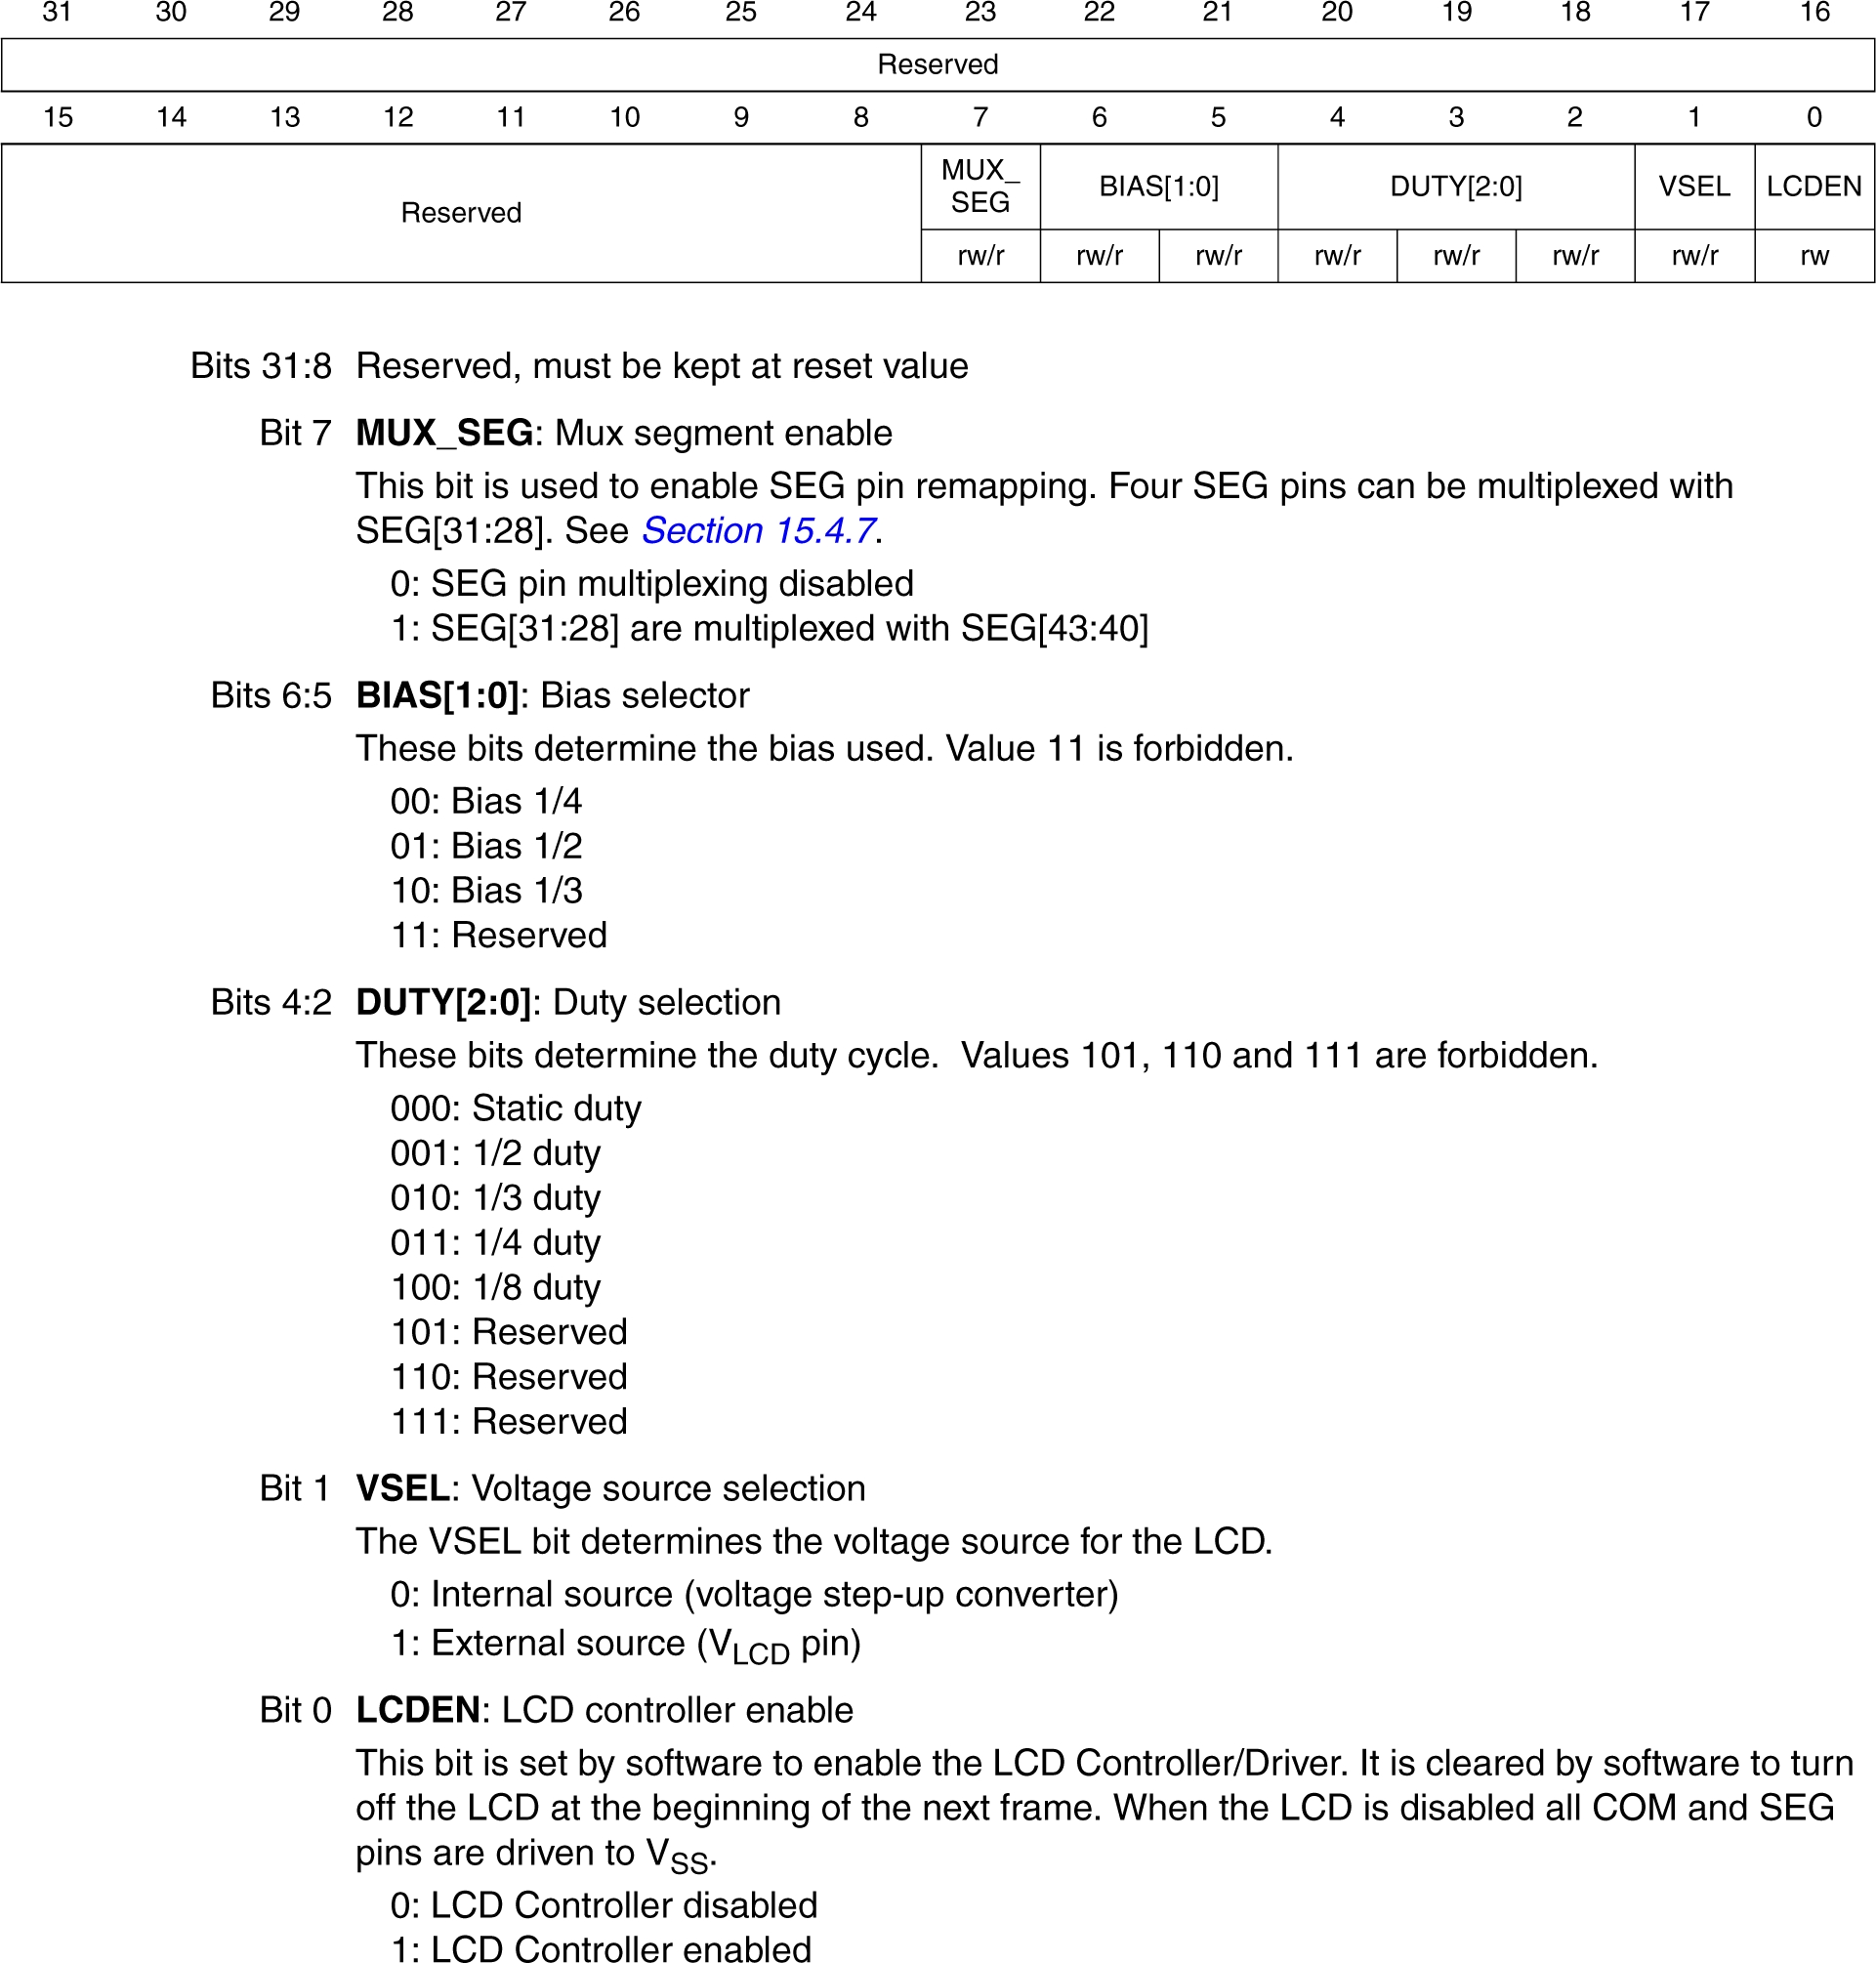 31 30 29 28 27 26 25 24 23 22 21 20 19 18 17 16
Reserved
15 14 13 12 11 10 9 8 7 6 5 4 3 2 1 0
Reserved MUX_ SEG BIAS[1:0] DUTY[2:0] VSEL LCDEN
rw/r rw/r rw/r rw/r rw/r rw/r rw/r rw
Bits 31:8 Reserved, must be kept at reset value
Bit 7 MUX_SEG: Mux segment enable
This bit is used to enable SEG pin remapping. Four SEG pins can be multiplexed with
SEG[31:28]. See Section 15.4.7.
0: SEG pin multiplexing disabled
1: SEG[31:28] are multiplexed with SEG[43:40]
Bits 6:5 BIAS[1:0]: Bias selector
These bits determine the bias used. Value 11 is forbidden.
00: Bias 1/4
01: Bias 1/2
10: Bias 1/3
11: Reserved
Bits 4:2 DUTY[2:0]: Duty selection
These bits determine the duty cycle. Values 101, 110 and 111 are forbidden.
000: Static duty
001: 1/2 duty
010: 1/3 duty
011: 1/4 duty
100: 1/8 duty
101: Reserved
110: Reserved
111: Reserved
Bit 1 VSEL: Voltage source selection
The VSEL bit determines the voltage source for the LCD.
0: Internal source (voltage step-up converter)
1: External source (VLCD pin)
Bit 0 LCDEN: LCD controller enable
This bit is set by software to enable the LCD Controller/Driver. It is cleared by software to turn
off the LCD at the beginning of the next frame. When the LCD is disabled all COM and SEG
pins are driven to VSS.
0: LCD Controller disabled
1: LCD Controller enabled